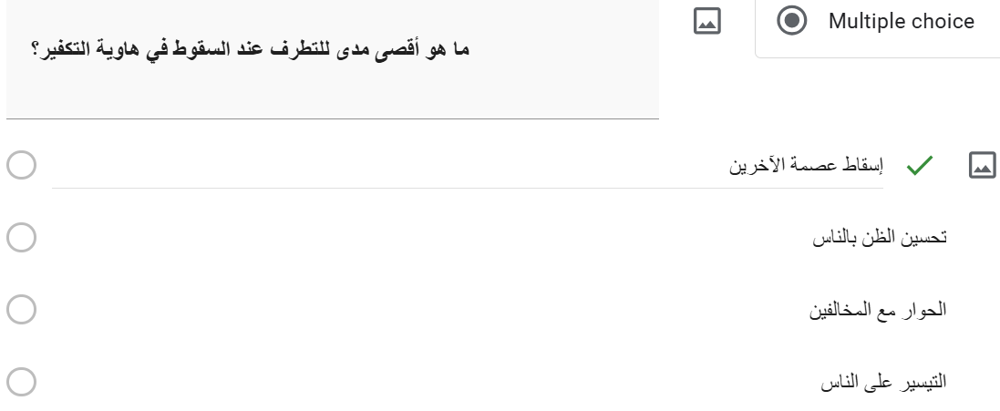 Multiple choice
ما هو أقصى مدى للتطرف عند السقوط في هاوية التكفير؟
إسقاط عصمة الآخرين
تحسين الظن بالناس
الحوار مع المخالفين
التيسير على الناس